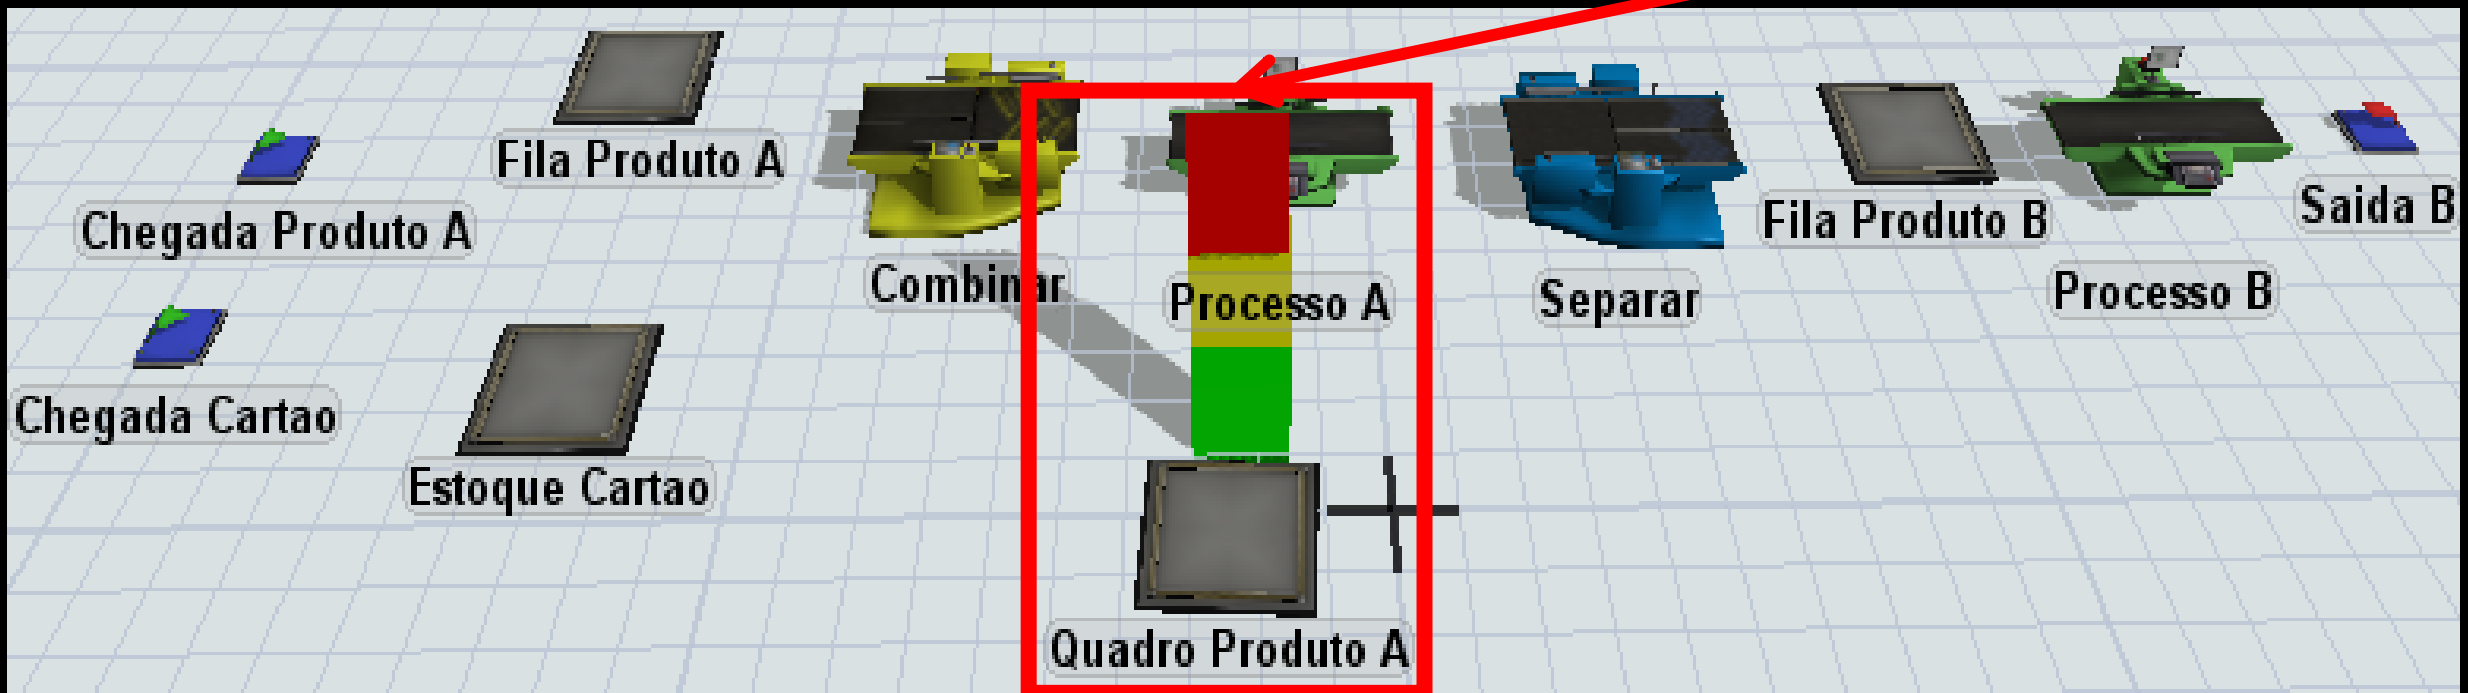 Fila Produto A
Chegada Produto A
Combinar
Processo A
Separar
Fila Produto B
Processo B
Saida B
Chegada Cartao
Estoque Cartao
Quadro Produto A